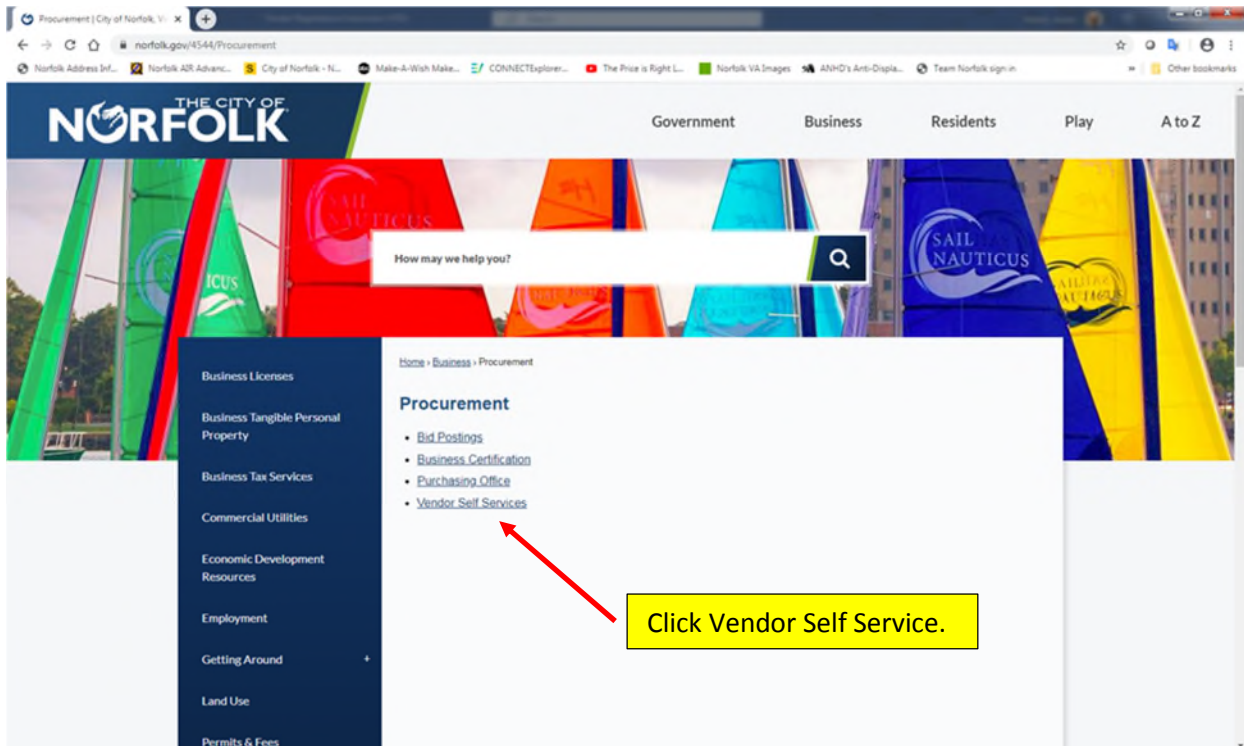 Procurement | City of Norfolk, Vi
norfolk.gov/4544/Procurement
Norfolk Address Inf... Norfolk AIR Advanc... City of Norfolk - N... Make-A-Wish Make... CONNECTExplorer... The Price is Right L... Norfolk VA Images ANHD's Anti-Displa... Team Norfolk sign in » Other bookmarks
THE CITY OF
NORFOLK
Government Business Residents Play A to Z
SAIL
NAUTICUS
ICUS
SAIL
NAUTICUS
How may we help you?
Home › Business › Procurement
Procurement
• Bid Postings
• Business Certification
• Purchasing Office
• Vendor Self Services
Business Licenses
Business Tangible Personal
Property
Business Tax Services
Commercial Utilities
Economic Development
Resources
Employment
Getting Around +
Land Use
Permits & Fees
Click Vendor Self Service.